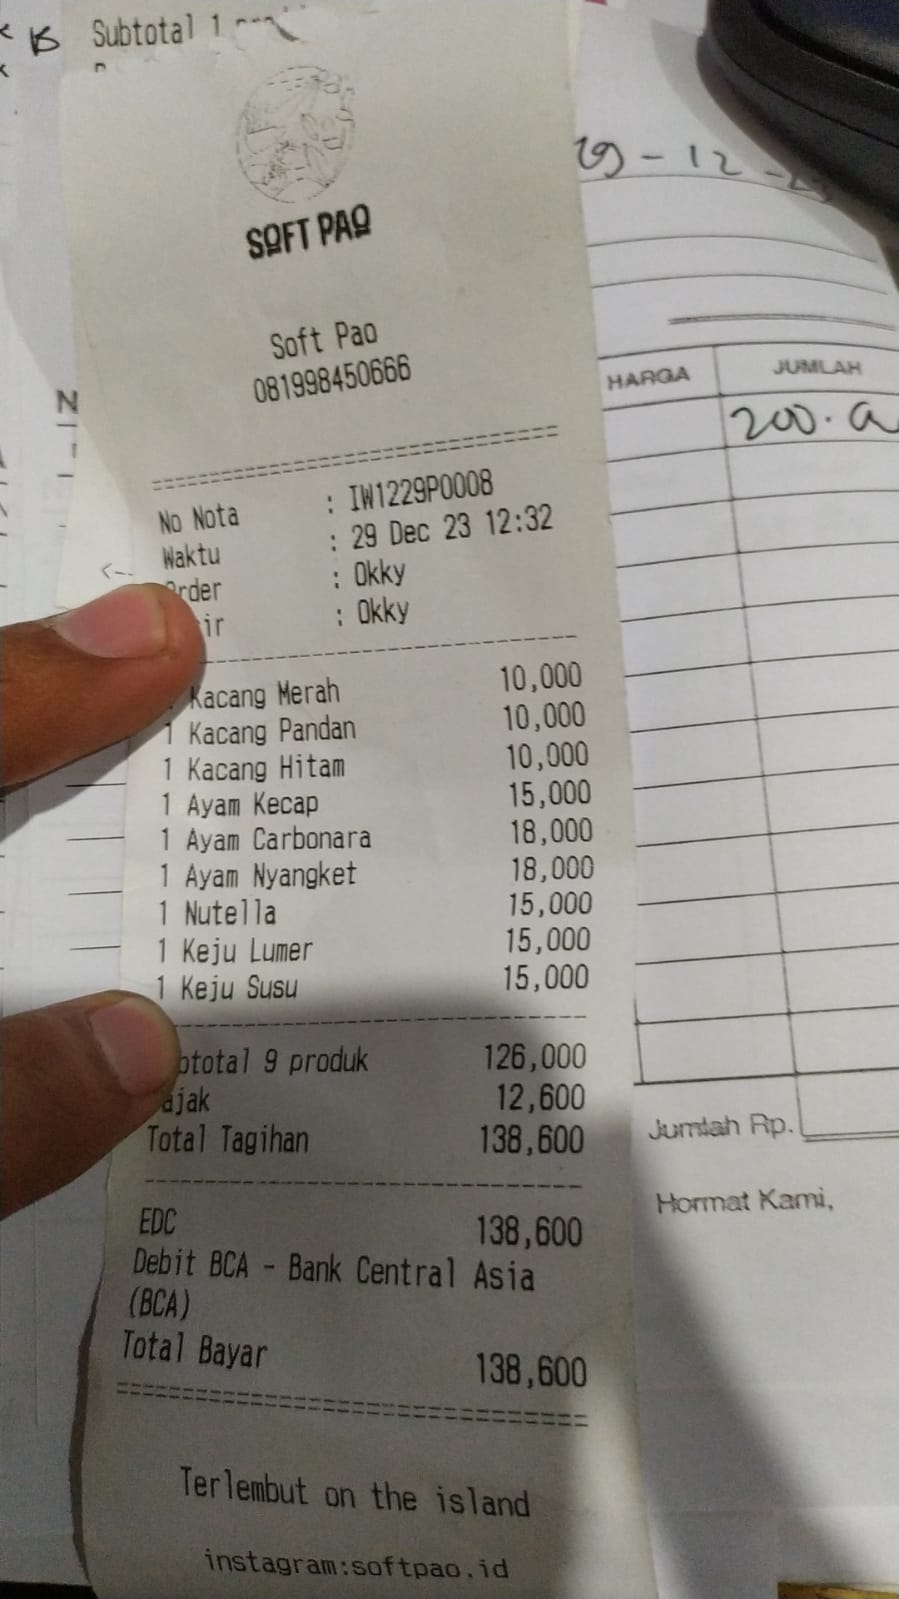 Subtotal 1
SOFT PAO
Soft Pao
081998450666
No Nota : IW1229P0008
Waktu : 29 Dec 23 12:32
Order : Okky
ir : Okky
Kacang Merah 10,000
1 Kacang Pandan 10,000
1 Kacang Hitam 10,000
1 Ayam Kecap 15,000
1 Ayam Carbonara 18,000
1 Ayam Nyangket 18,000
1 Nutella 15,000
1 Keju Lumer 15,000
1 Keju Susu 15,000
btotal 9 produk 126,000
ajak 12,600
Total Tagihan 138,600
EDC 138,600
Debit BCA - Bank Central Asia
(BCA)
Total Bayar 138,600
Terlembut on the island
instagram:softpao.id
29 - 12 -
HARGA JUMLAH
200.
Jumlah Rp.
Hormat Kami,